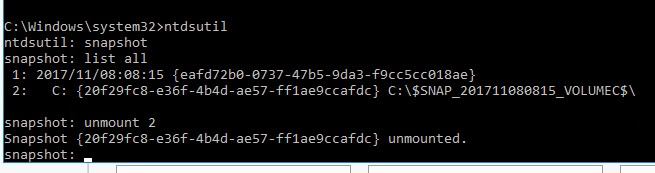 C:\Windows\system32>ntdsutil
ntdsutil: snapshot
snapshot: list all
 1: 2017/11/08:08:15 {eafd72b0-0737-47b5-9da3-f9cc5cc018ae}
 2:   C: {20f29fc8-e36f-4b4d-ae57-ff1ae9ccafdc} C:\$SNAP_201711080815_VOLUMEC$\
snapshot: unmount 2
Snapshot {20f29fc8-e36f-4b4d-ae57-ff1ae9ccafdc} unmounted.
snapshot: